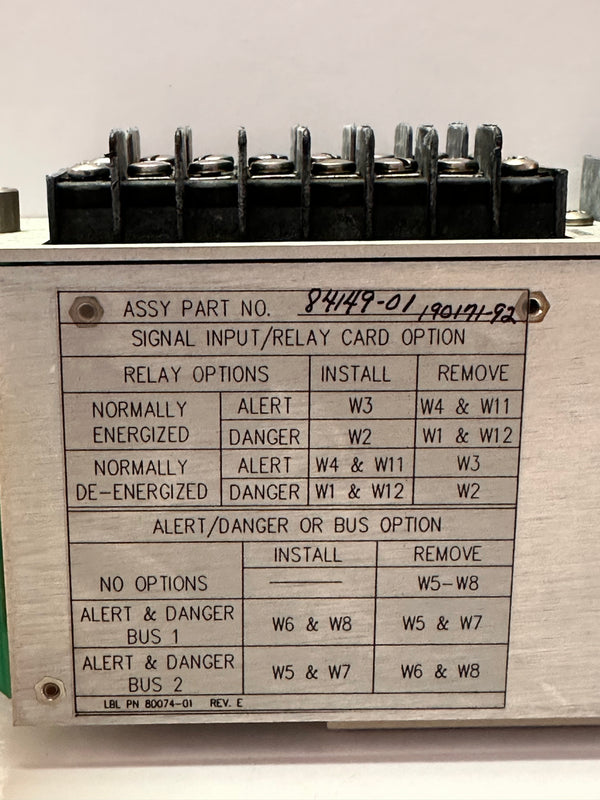 ASSY PART NO. 84149-01 190171-92
SIGNAL INPUT/RELAY CARD OPTION
RELAY OPTIONS INSTALL REMOVE
NORMALLY ENERGIZED ALERT W3 W4 & W11
DANGER W2 W1 & W12
NORMALLY DE-ENERGIZED ALERT W4 & W11 W3
DANGER W1 & W12 W2
ALERT/DANGER OR BUS OPTION
INSTALL REMOVE
NO OPTIONS ——— W5-W8
ALERT & DANGER BUS 1 W6 & W8 W5 & W7
ALERT & DANGER BUS 2 W5 & W7 W6 & W8
LBL PN 80074-01 REV. E